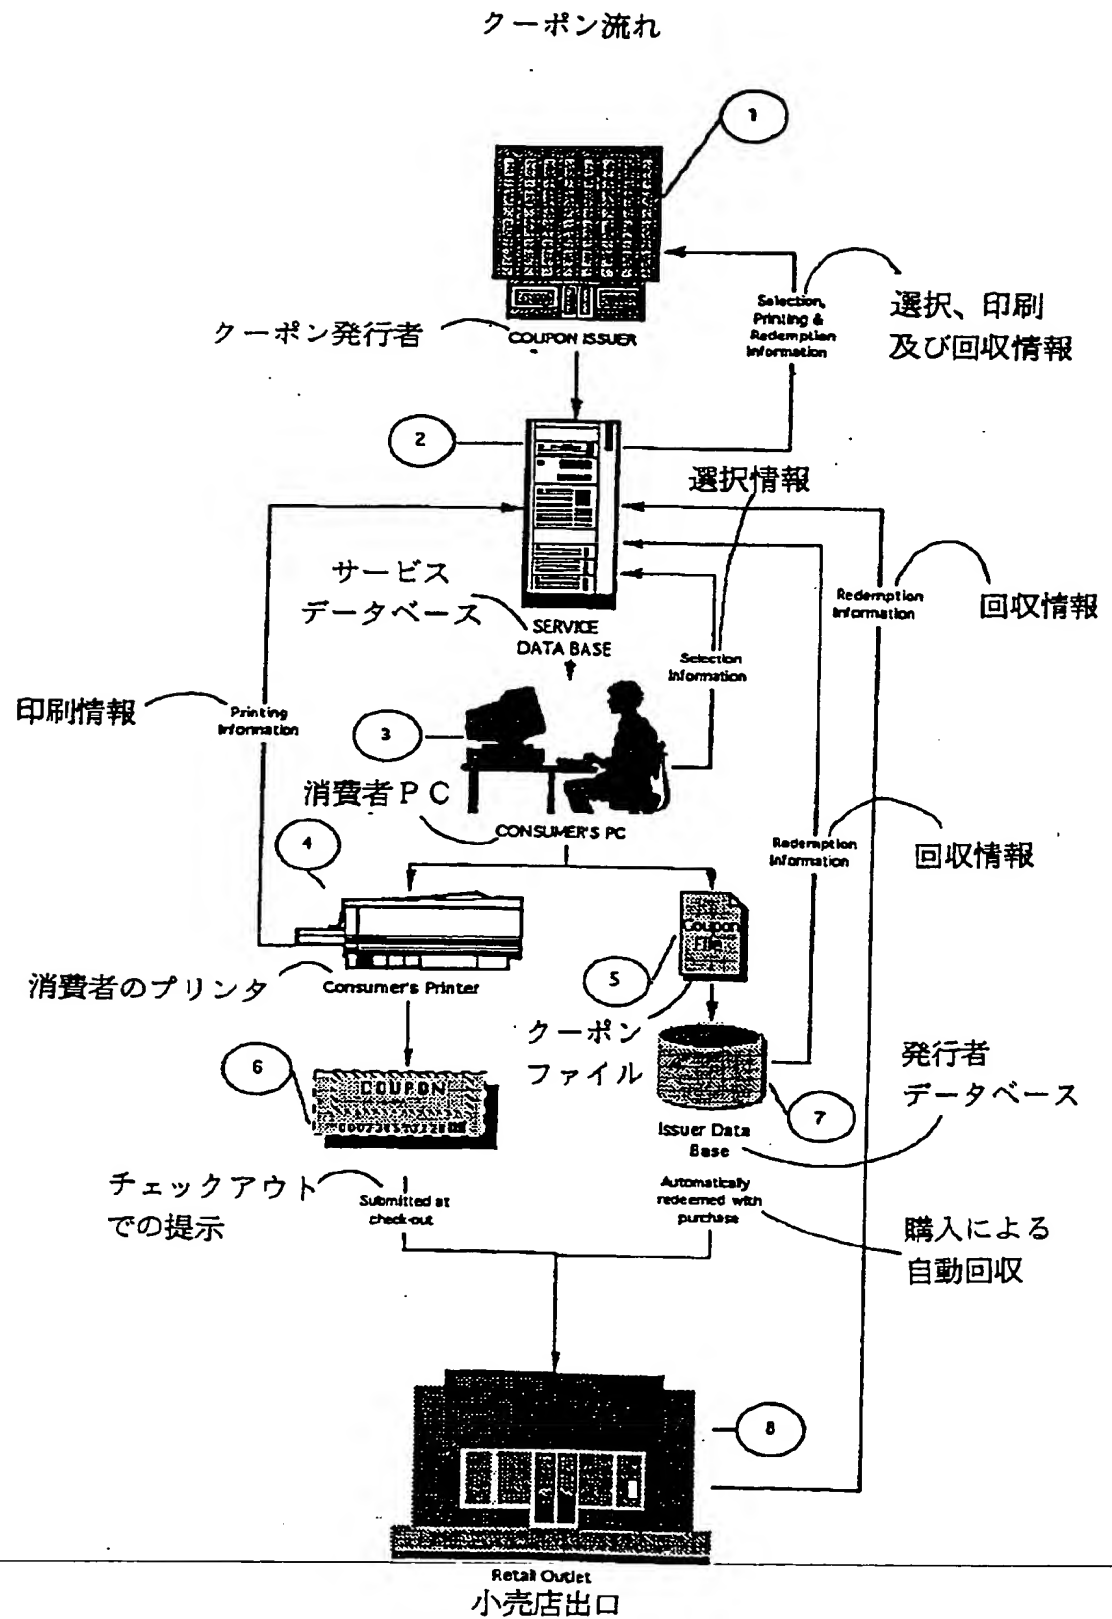 クーポン流れ
1
選択、印刷
及び回収情報
Selection,
Printing &
Redemption
Information
クーポン発行者
COUPON ISSUER
2
選択情報
サービス
データベース
SERVICE
DATA BASE
Redemption
Information
回収情報
Selection
Information
印刷情報
Printing
Information
3
消費者PC
CONSUMER'S PC
4
Redemption
Information
回収情報
Coupon
File
5
消費者のプリンタ
Consumer's Printer
クーポン
ファイル
6
COUPON
発行者
データベース
7
Issuer Data
Base
チェックアウト
での提示
Submitted at
check-out
Automatically
redeemed with
purchase
購入による
自動回収
8
Retail Outlet
小売店出口